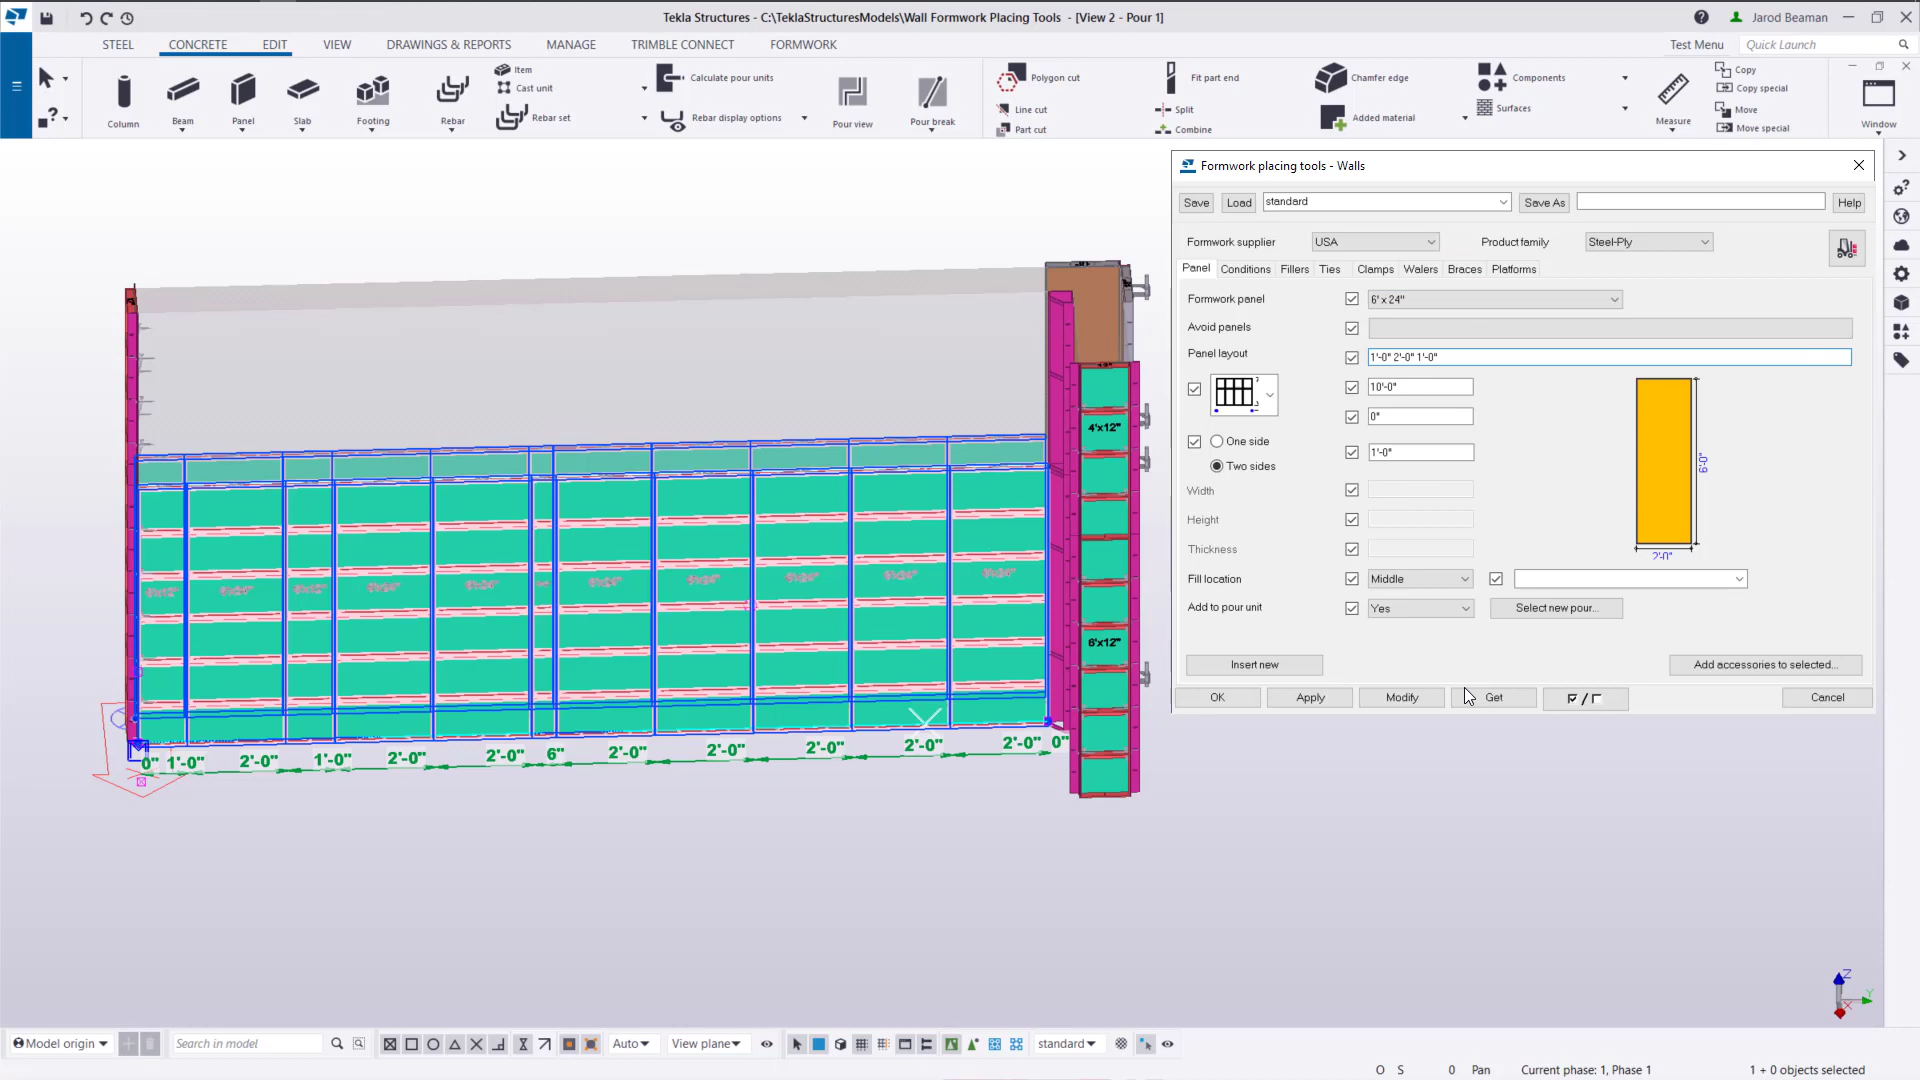 Tekla Structures - C:\TeklaStructuresModels\Wall Formwork Placing Tools - [View 2 - Pour 1]
Jarod Beaman
STEEL CONCRETE EDIT VIEW DRAWINGS & REPORTS MANAGE TRIMBLE CONNECT FORMWORK
Test Menu Quick Launch
Column Beam Panel Slab Footing Rebar
Item
Cast unit
Rebar set
Calculate pour units
Rebar display options
Pour view Pour break
Polygon cut
Line cut
Part cut
Fit part end
Split
Combine
Chamfer edge
Added material
Components
Surfaces
Measure
Copy
Copy special
Move
Move special
Window
Formwork placing tools - Walls
Save Load standard Save As Help
Formwork supplier USA Product family Steel-Ply
Panel Conditions Fillers Ties Clamps Walers Braces Platforms
Formwork panel 6' x 24"
Avoid panels
Panel layout 1'-0" 2'-0" 1'-0"
10'-0"
0"
One side
Two sides
1'-0"
Width
Height
Thickness
6'-0"
2'-0"
Fill location Middle
Add to pour unit Yes Select new pour...
Insert new Add accessories to selected...
OK Apply Modify Get Cancel
4'x12"
6'x12"
0" 1'-0" 2'-0" 1'-0" 2'-0" 2'-0" 6" 2'-0" 2'-0" 2'-0" 2'-0" 2'-0" 0"
Z
Y
X
Model origin Search in model Auto View plane standard
O S 0 Pan Current phase: 1, Phase 1 1 + 0 objects selected